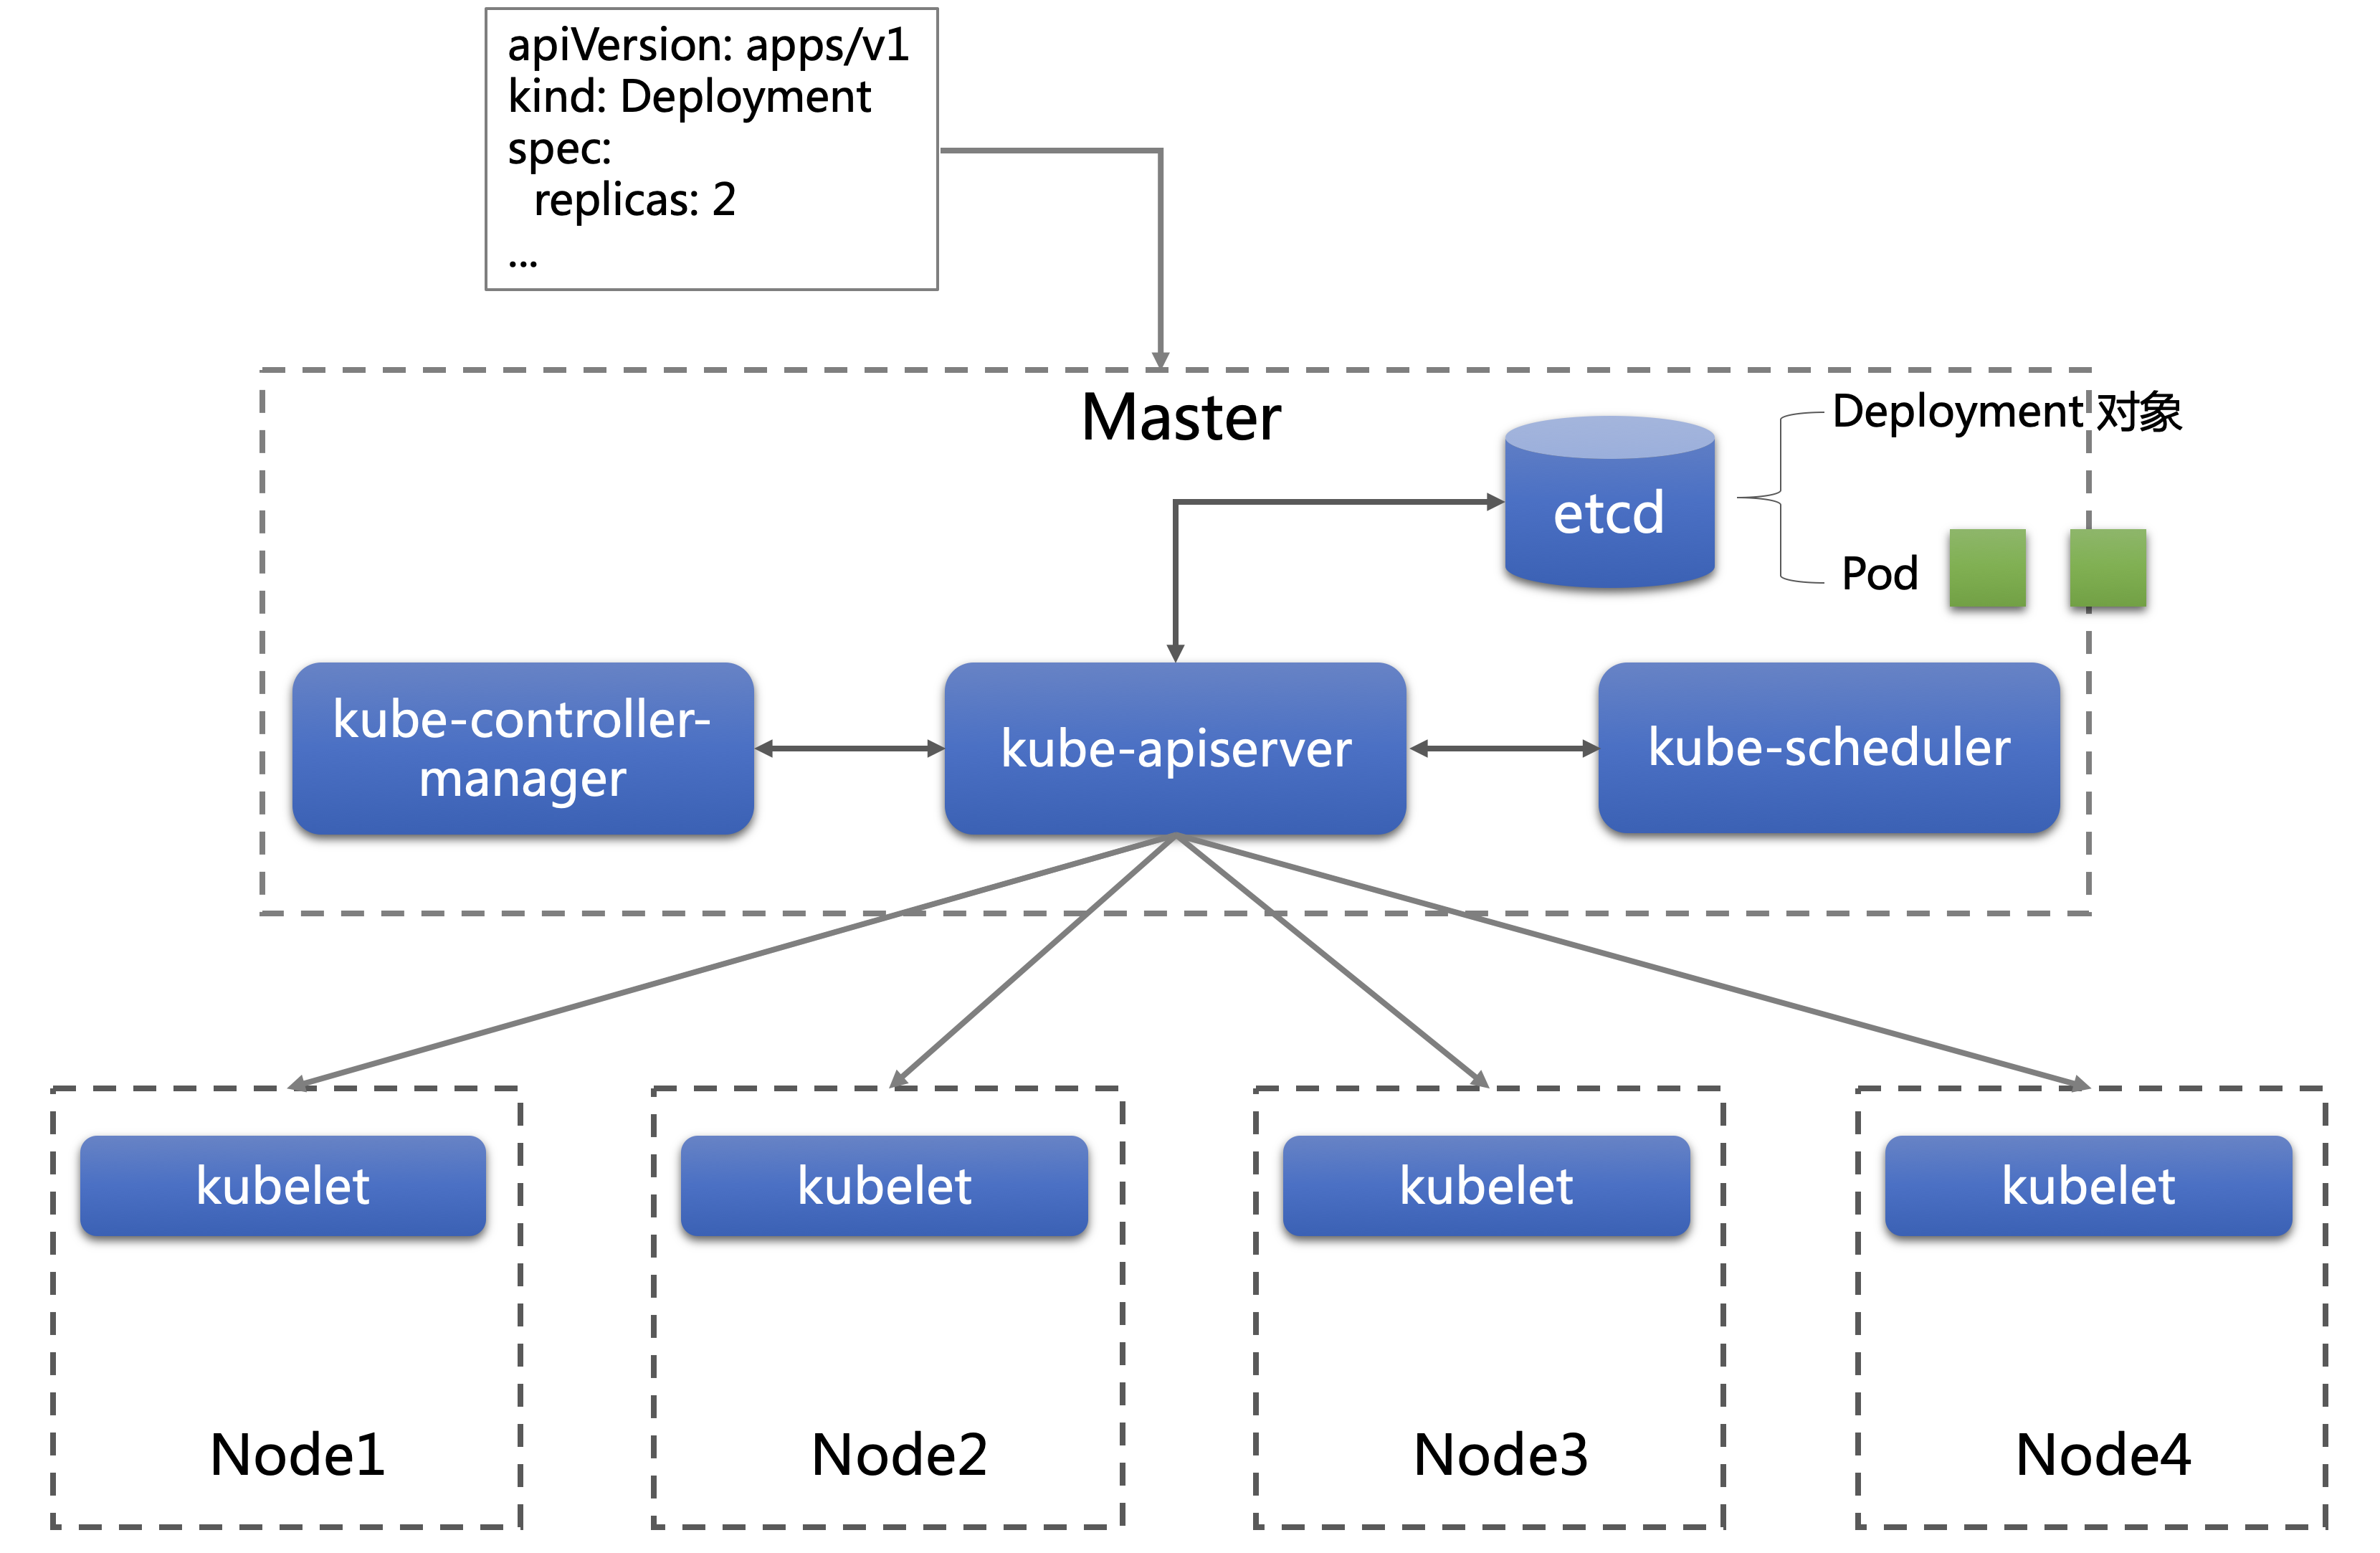 apiVersion: apps/v1
kind: Deployment
spec:
  replicas: 2
...
Master
Deployment 对象
etcd
Pod
kube-controller-
manager
kube-apiserver
kube-scheduler
kubelet
kubelet
kubelet
kubelet
Node1
Node2
Node3
Node4